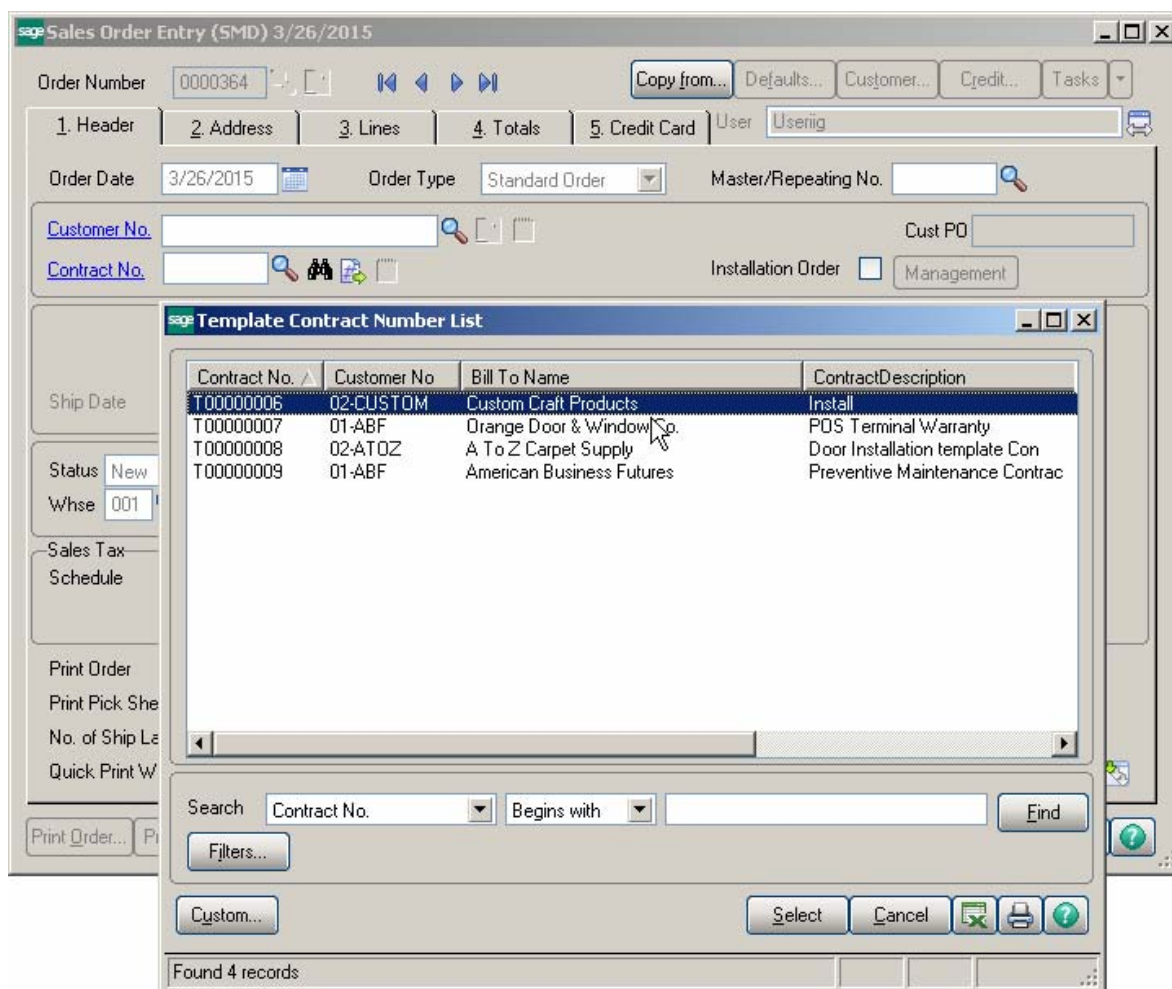 sage Sales Order Entry (SMD) 3/26/2015
Order Number 0000364 Copy from... Defaults... Customer... Credit... Tasks
1. Header 2. Address 3. Lines 4. Totals 5. Credit Card User Useriig
Order Date 3/26/2015 Order Type Standard Order Master/Repeating No.
Customer No. Cust PO
Contract No. Installation Order Management
sage Template Contract Number List
Contract No. Customer No Bill To Name ContractDescription
T00000006 02-CUSTOM Custom Craft Products Install
T00000007 01-ABF Orange Door & Window Co. POS Terminal Warranty
T00000008 02-ATOZ A To Z Carpet Supply Door Installation template Con
T00000009 01-ABF American Business Futures Preventive Maintenance Contrac
Ship Date
Status New
Whse 001
Sales Tax
Schedule
Print Order
Print Pick She
No. of Ship La
Quick Print W
Search Contract No. Begins with Find
Print Order... Pr
Filters...
Custom... Select Cancel
Found 4 records